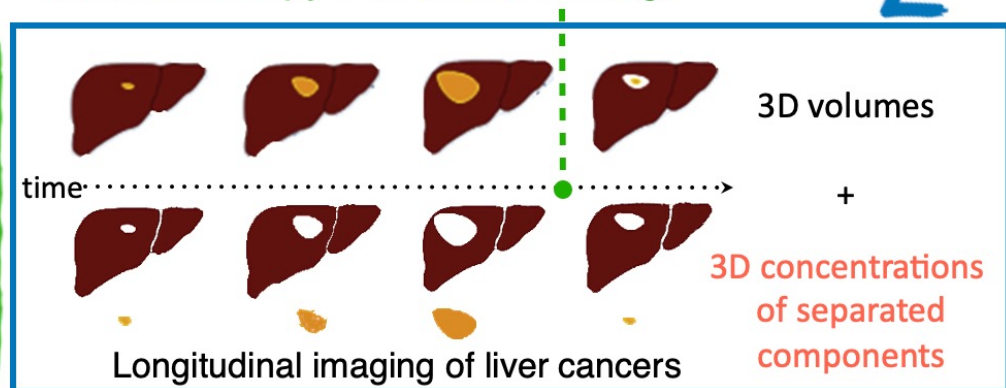 3D volumes
time
+
3D concentrations
of separated
components
Longitudinal imaging of liver cancers